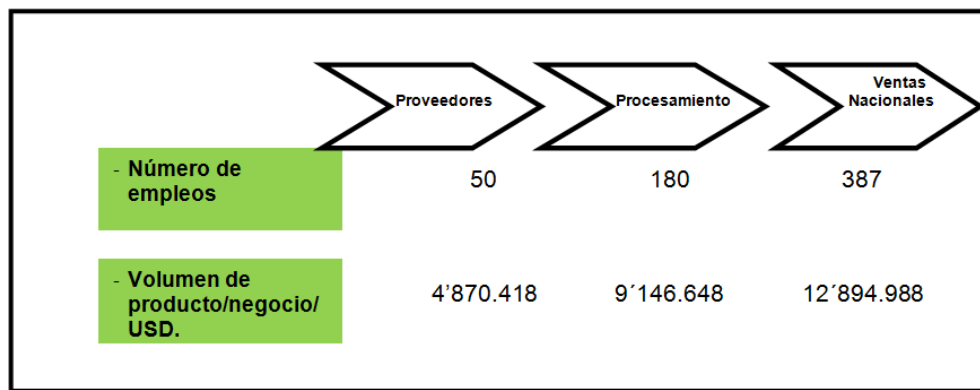 Proveedores
Procesamiento
Ventas
Nacionales
- Número de
empleos
50
180
387
- Volumen de
producto/negocio/
USD.
4’870.418
9´146.648
12´894.988